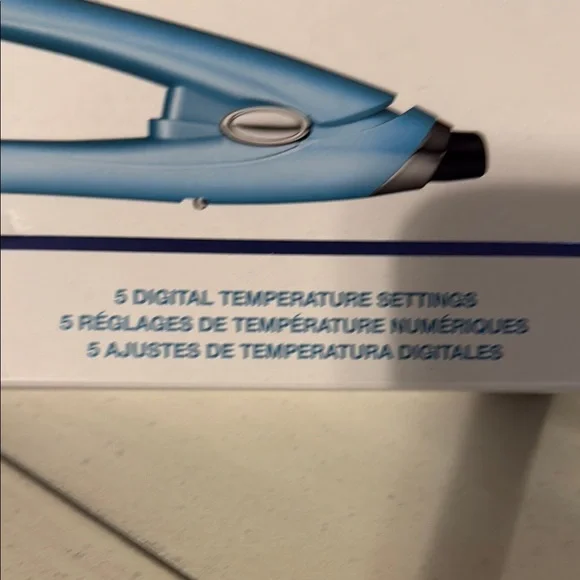 5 DIGITAL TEMPERATURE SETTINGS
5 RÉGLAGES DE TEMPÉRATURE NUMÉRIQUES
5 AJUSTES DE TEMPERATURA DIGITALES